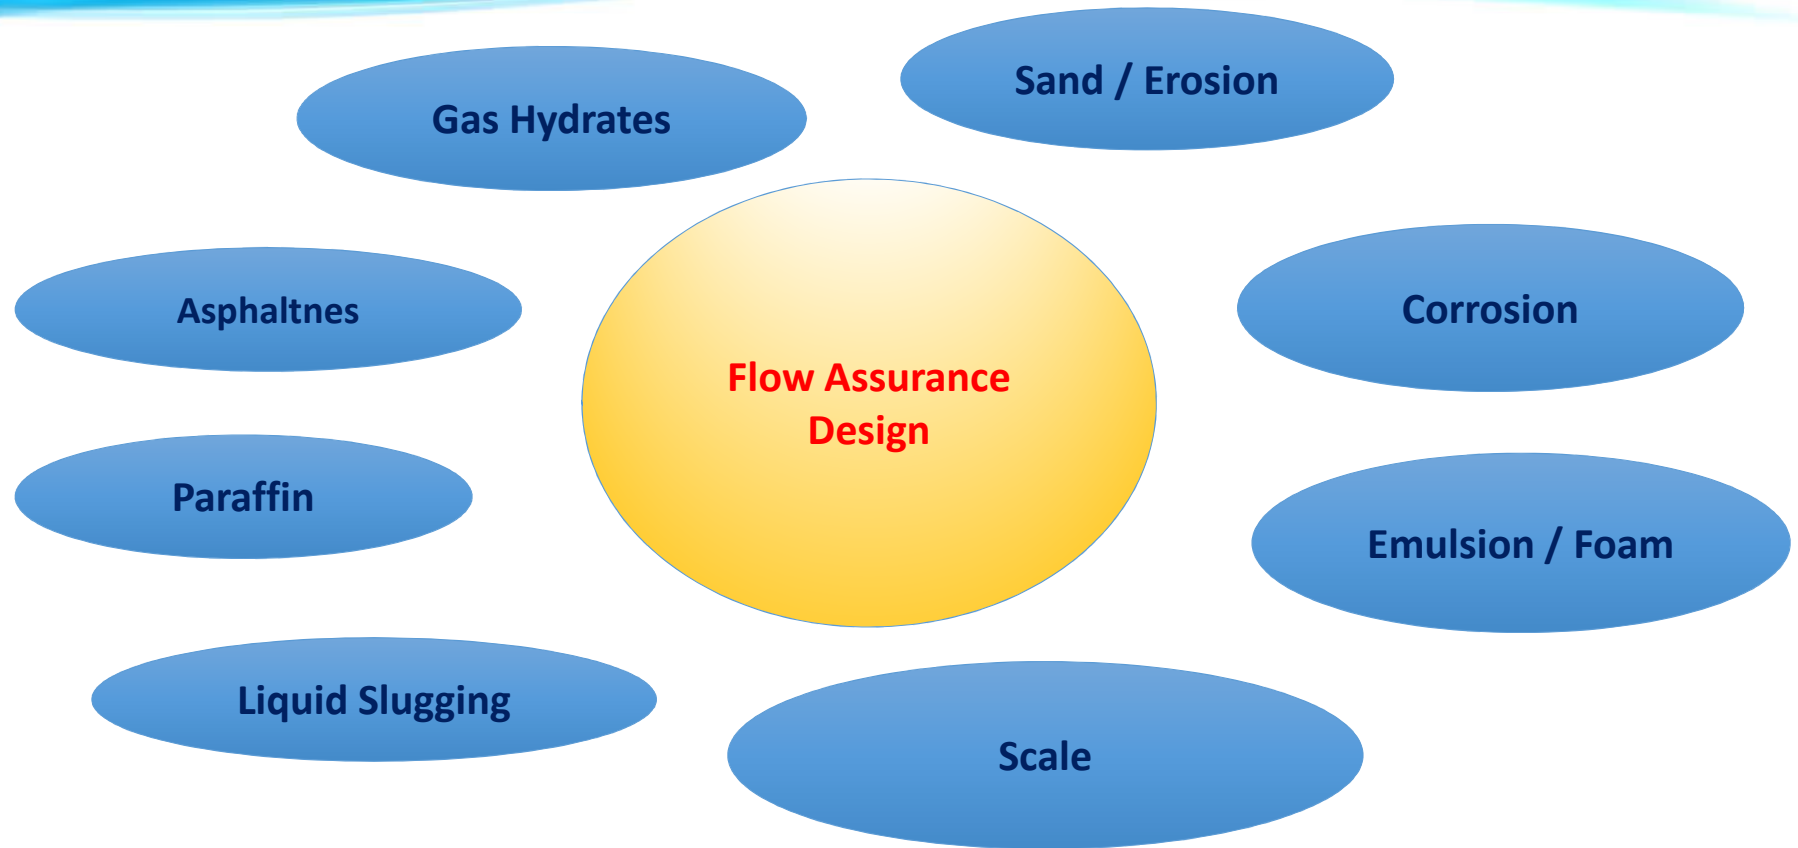 Sand / Erosion
Gas Hydrates
Asphaltnes
Corrosion
Flow Assurance
Design
Paraffin
Emulsion / Foam
Liquid Slugging
Scale